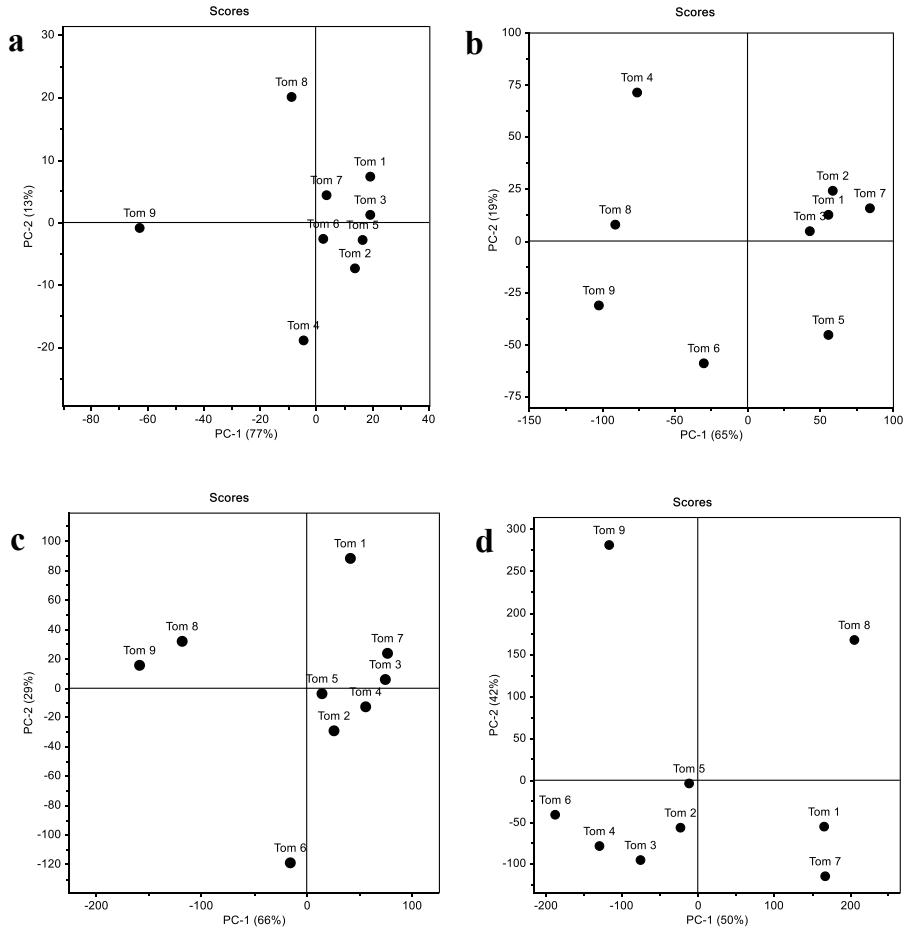 a
Scores
30
20
10
0
-10
-20
-80
-60
-40
-20
0
20
40
PC-2 (13%)
PC-1 (77%)
Tom 8
Tom 1
Tom 7
Tom 3
Tom 9
Tom 6
Tom 5
Tom 2
Tom 4
b
Scores
100
75
50
25
0
-25
-50
-75
-150
-100
-50
0
50
100
PC-2 (19%)
PC-1 (65%)
Tom 4
Tom 2
Tom 7
Tom 1
Tom 8
Tom 3
Tom 9
Tom 5
Tom 6
c
Scores
100
80
60
40
20
0
-20
-40
-60
-80
-100
-120
-200
-100
0
100
PC-2 (29%)
PC-1 (66%)
Tom 1
Tom 8
Tom 7
Tom 9
Tom 3
Tom 5
Tom 4
Tom 2
Tom 6
d
Scores
300
250
200
150
100
50
0
-50
-100
-200
-100
0
100
200
PC-2 (42%)
PC-1 (50%)
Tom 9
Tom 8
Tom 5
Tom 6
Tom 2
Tom 1
Tom 4
Tom 3
Tom 7